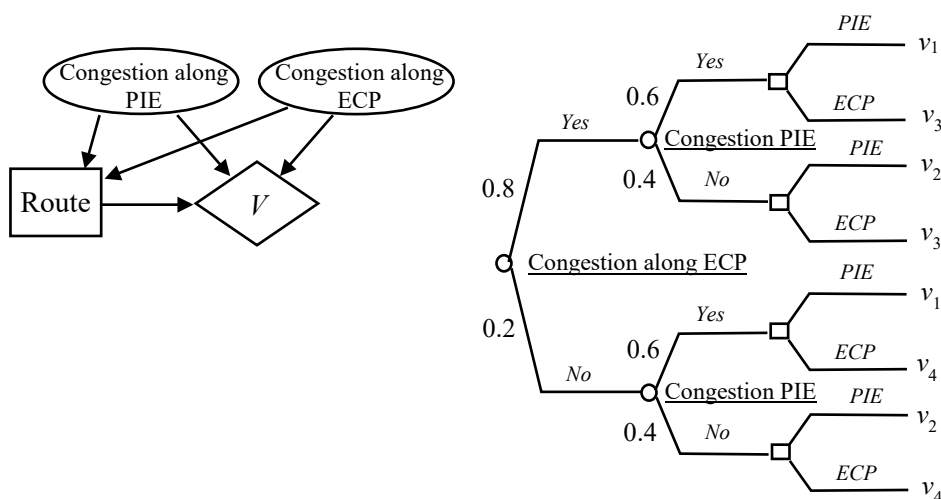 Congestion along
PIE
Congestion along
ECP
Route
V
PIE
v1
Yes
0.6
ECP
v3
Yes
Congestion PIE
PIE
v2
0.8
0.4
No
ECP
v3
Congestion along ECP
PIE
v1
0.2
Yes
0.6
ECP
v4
No
Congestion PIE
PIE
v2
0.4
No
ECP
v4